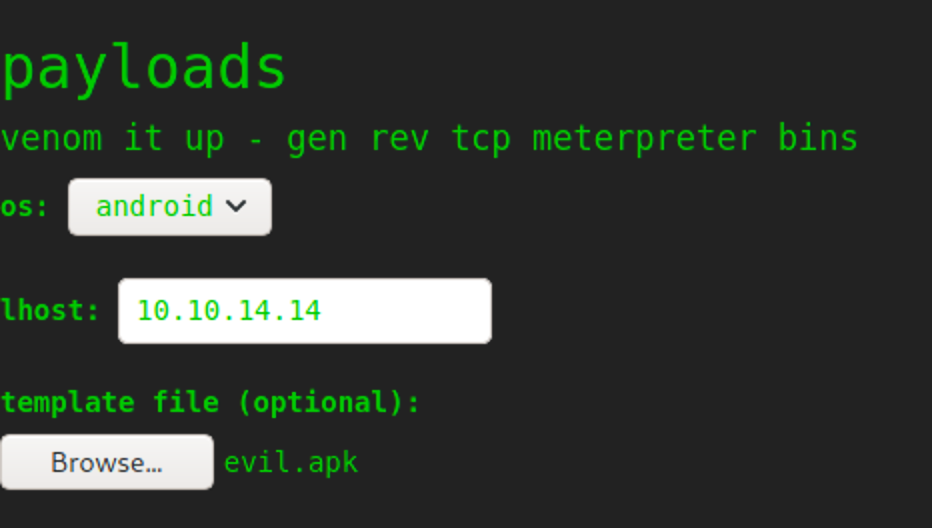 payloads
venom it up - gen rev tcp meterpreter bins
os: android
lhost: 10.10.14.14
template file (optional):
Browse... evil.apk